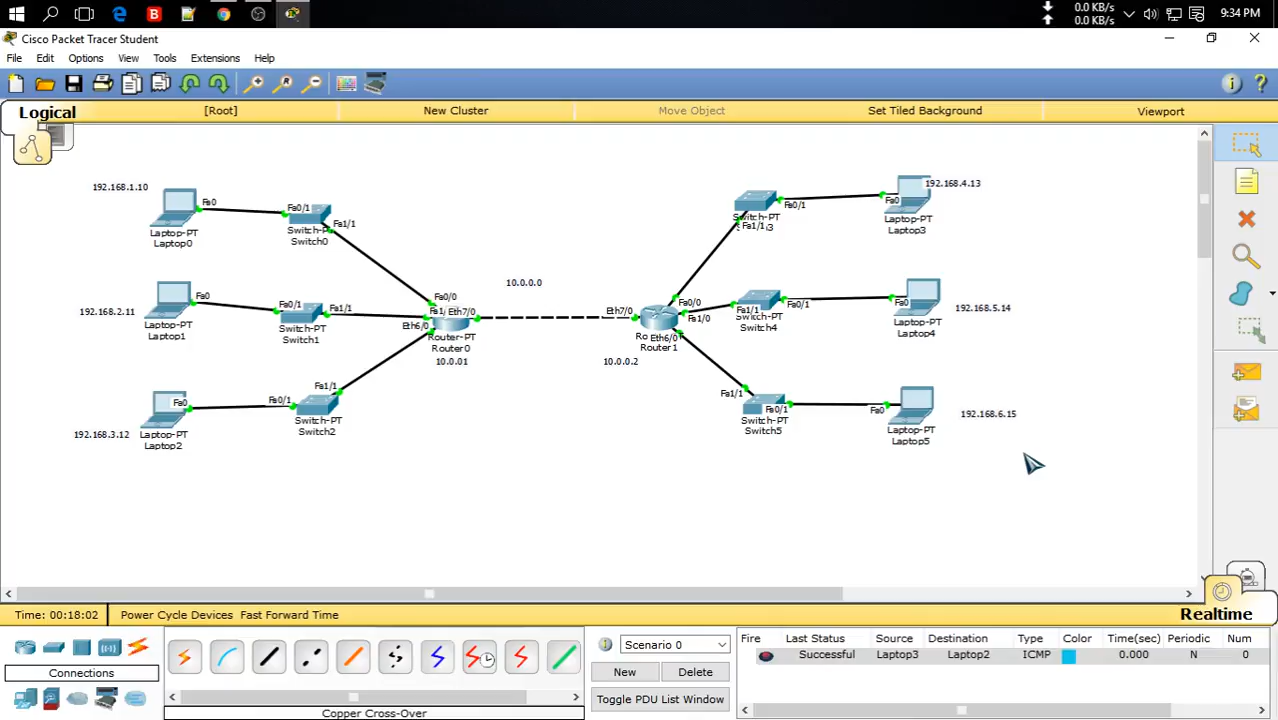 0.0 KB/s
0.0 KB/s
9:34 PM
Cisco Packet Tracer Student
File Edit Options View Tools Extensions Help
Logical
[Root]
New Cluster
Move Object
Set Tiled Background
Viewport
192.168.1.10
Fa0
Laptop-PT
Laptop0
Fa0/1
Switch-P
Switch0
Fa1/1
192.168.2.11
Fa0
Laptop-PT
Laptop1
Fa0/1
Fa1/1
Switch-PT
Switch1
192.168.3.12
Fa0
Laptop-PT
Laptop2
Fa0/1
Fa1/1
Switch-PT
Switch2
Fa0/0
Fa1/
Eth7/0
Eth6/0
Router-PT
Router0
10.0.01
10.0.0.0
10.0.0.2
Eth7/0
Fa0/0
Fa1/0
Ro
Eth6/0
Router1
Switch-PT
Fa1/1
Fa0/1
192.168.4.13
Fa0
Laptop-PT
Laptop3
Fa1/1
Fa0/1
Switch-PT
Switch4
Fa0
Laptop-PT
Laptop4
192.168.5.14
Fa1/1
Fa0/1
Switch-PT
Switch5
Fa0
Laptop-PT
Laptop5
192.168.6.15
Time: 00:18:02
Power Cycle Devices Fast Forward Time
Realtime
Connections
Copper Cross-Over
Scenario 0
New
Delete
Toggle PDU List Window
Fire Last Status Source Destination Type Color Time(sec) Periodic Num
Successful Laptop3 Laptop2 ICMP 0.000 N 0